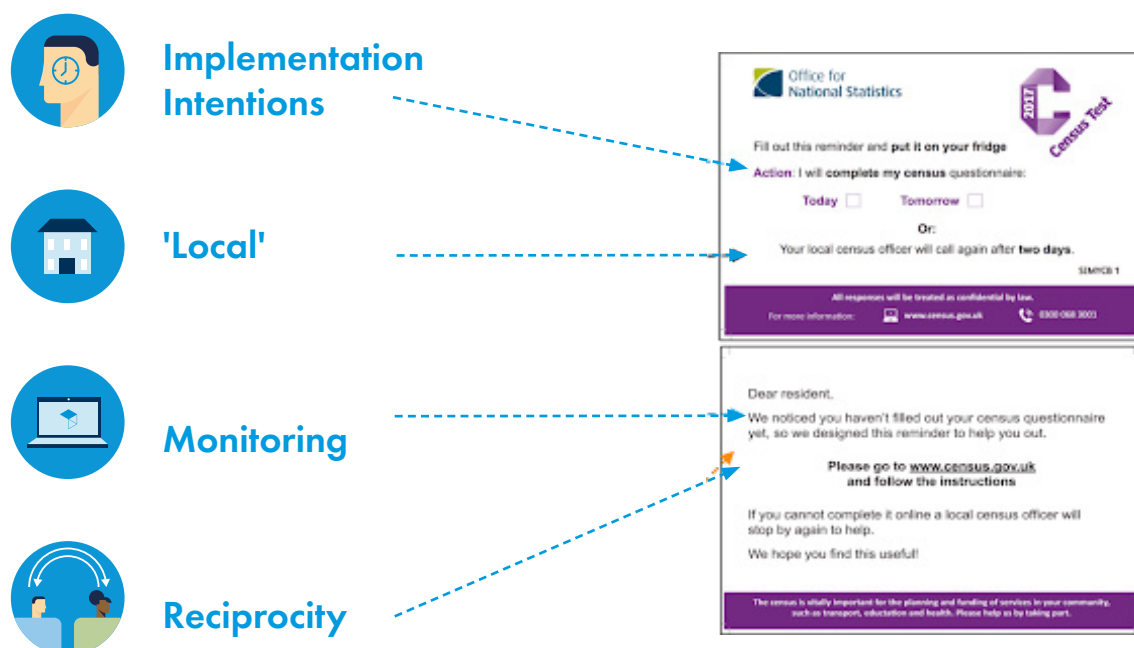 Implementation
Intentions
'Local'
Monitoring
Reciprocity
Office for
National Statistics
2017
Census Test
Fill out this reminder and put it on your fridge
Action: I will complete my census questionnaire:
Today Tomorrow
Or:
Your local census officer will call again after two days.
All responses will be treated as confidential by law.
For more information: www.census.gov.uk 0300 068 3001
Dear resident,
We noticed you haven't filled out your census questionnaire
yet, so we designed this reminder to help you out.
Please go to www.census.gov.uk
and follow the instructions
If you cannot complete it online a local census officer will
stop by again to help.
We hope you find this useful!
The census is vitally important for the planning and funding of services in your community,
such as transport, eductation and health. Please help us by taking part.